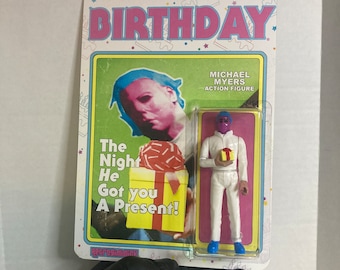 BIRTHDAY
MICHAEL
MYERS
ACTION FIGURE
The
Night
He
Got you
A Present!